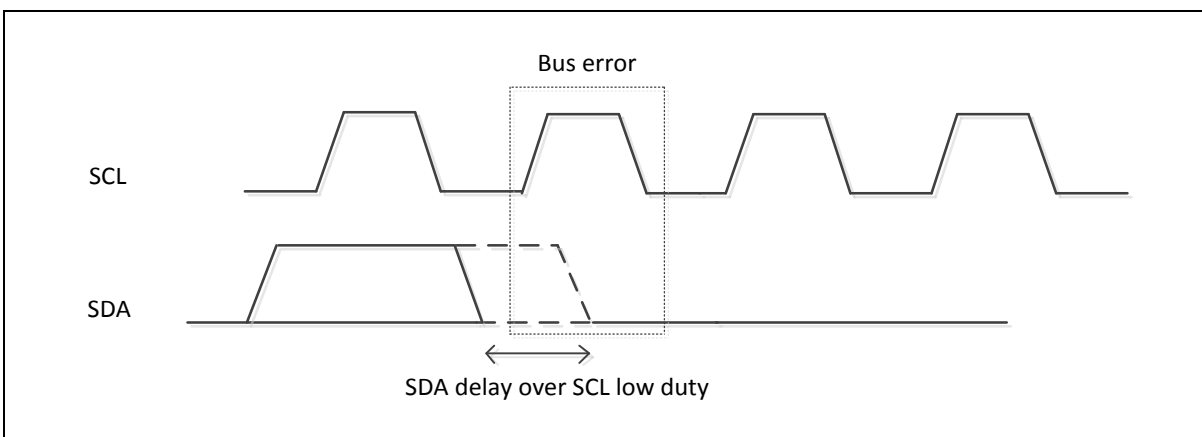 Bus error
SCL
SDA
SDA delay over SCL low duty